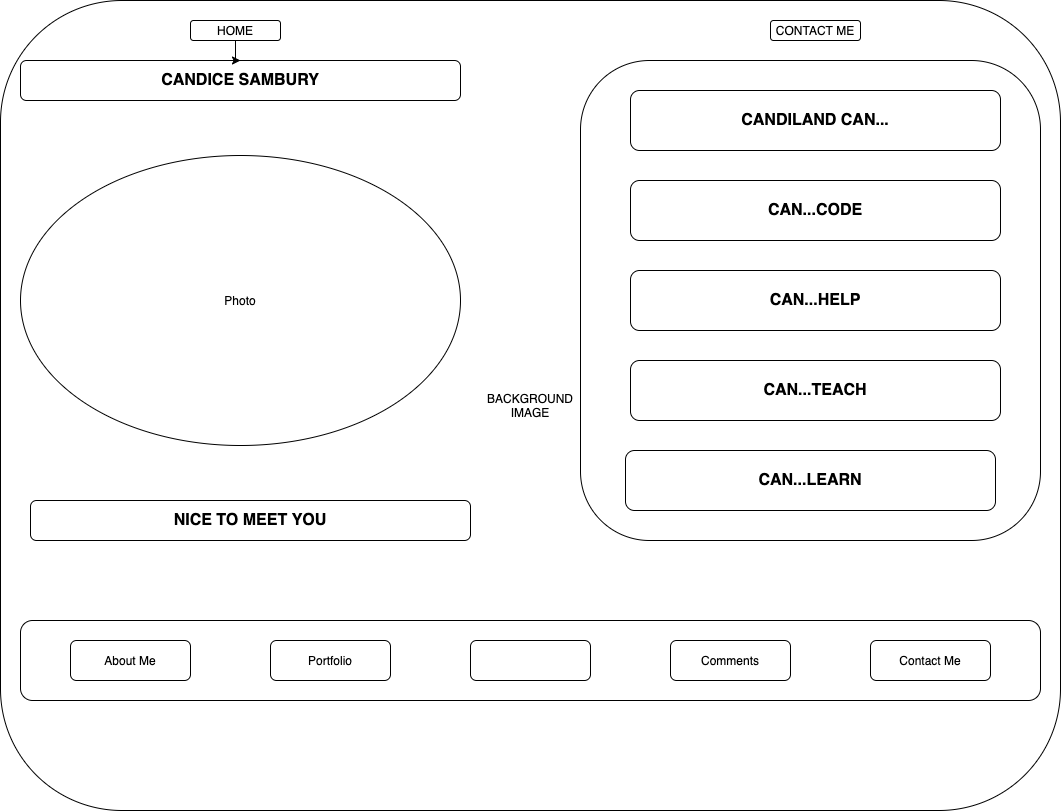 HOME
CONTACT ME
CANDICE SAMBURY
CANDILAND CAN...
CAN...CODE
CAN...HELP
Photo
CAN...TEACH
BACKGROUND
IMAGE
CAN...LEARN
NICE TO MEET YOU
About Me
Portfolio
Comments
Contact Me